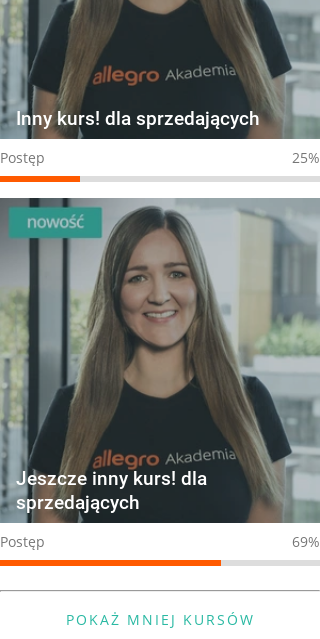 allegro Akademia
Inny kurs! dla sprzedających
Postęp 25%
nowość
allegro Akademia
Jeszcze inny kurs! dla
sprzedających
Postęp 69%
POKAŻ MNIEJ KURSÓW